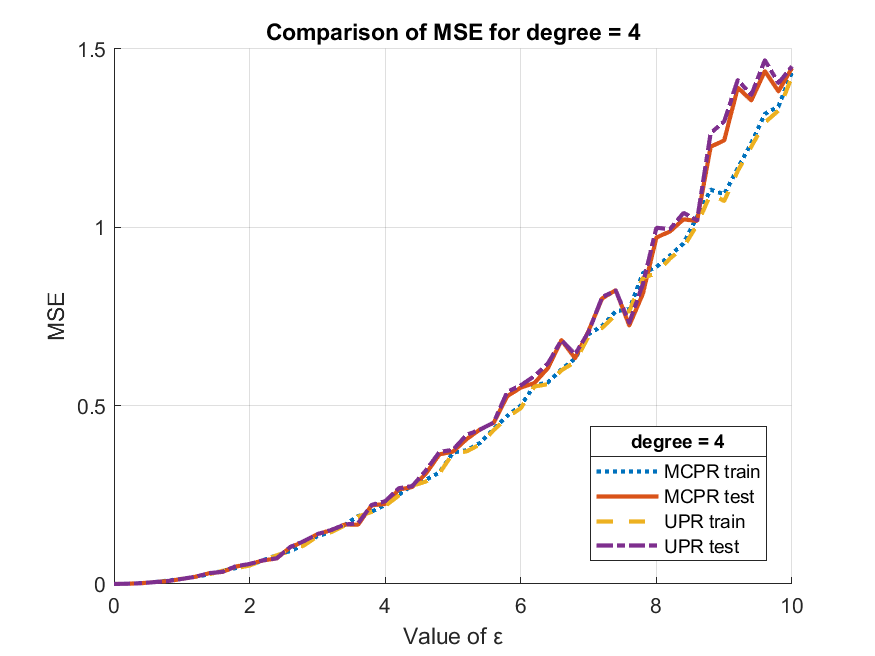 Comparison of MSE for degree = 4
MSE
1.5
1
0.5
0
0
2
4
6
8
10
Value of ε
degree = 4
MCPR train
MCPR test
UPR train
UPR test